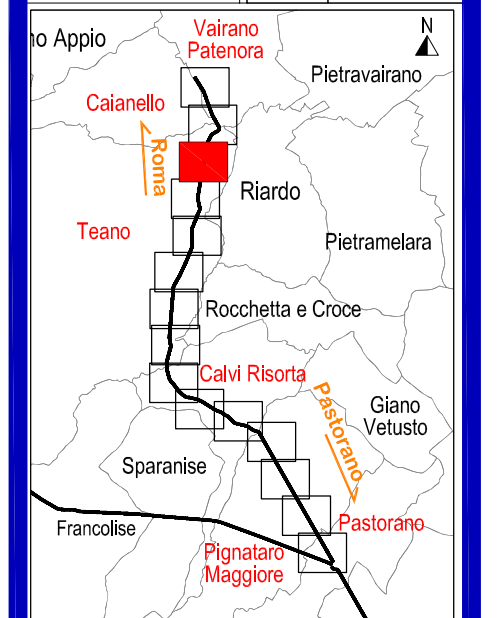 Vairano
Patenora
N
Appio
Pietravairano
Caianello
Roma
Riardo
Teano
Pietramelara
Rocchetta e Croce
Calvi Risorta
Pastorano
Giano
Vetusto
Sparanise
Francolise
Pastorano
Pignataro
Maggiore